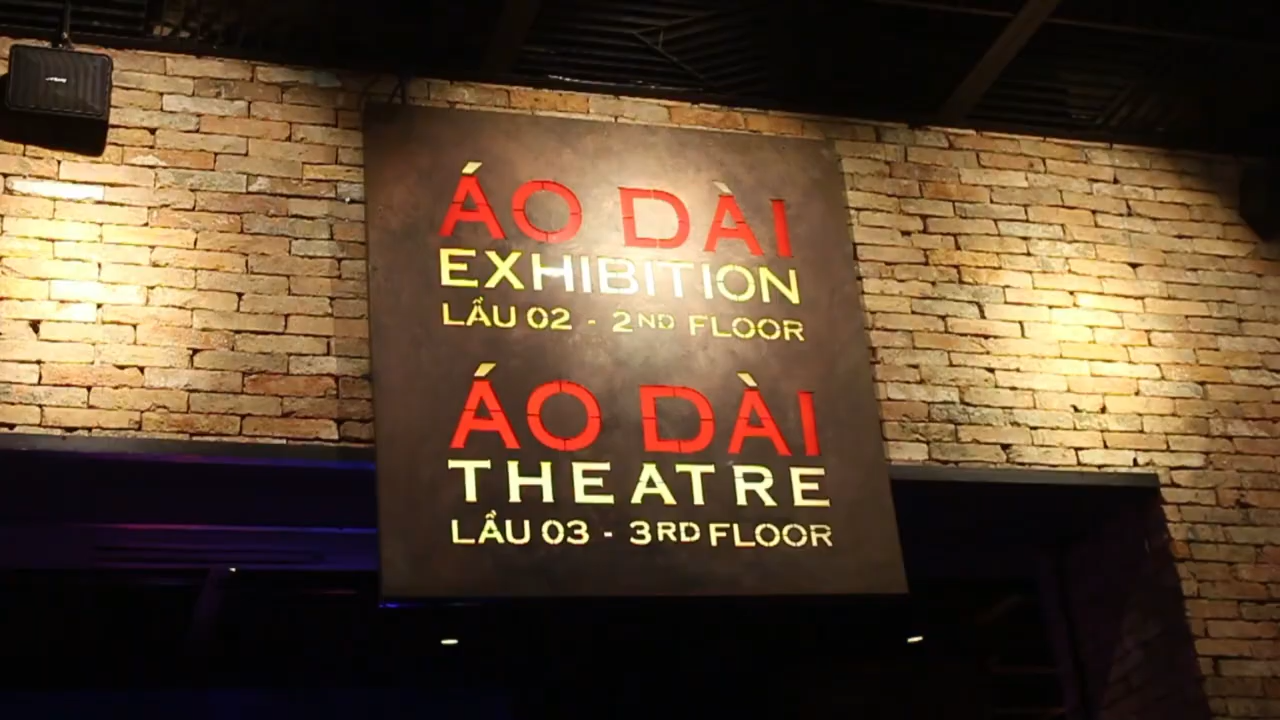 ÁO DÀI
EXHIBITION
LẦU 02 - 2ND FLOOR
ÁO DÀI
THEATRE
LẦU 03 - 3RD FLOOR